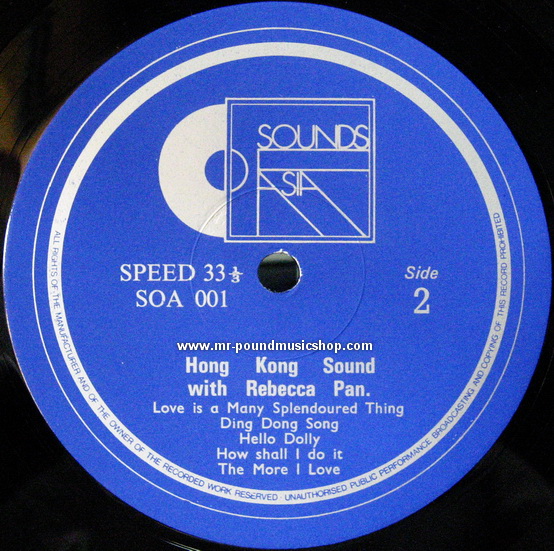 SOUNDS
ASIA
SPEED 33⅓
SOA 001
Side
2
www.mr-poundmusicshop.com
Hong Kong Sound
with Rebecca Pan.
Love is a Many Splendoured Thing
Ding Dong Song
Hello Dolly
How shall I do it
The More I Love
ALL RIGHTS OF THE MANUFACTURER AND OF THE OWNER OF THE RECORDED WORK RESERVED · UNAUTHORISED PUBLIC PERFORMANCE BROADCASTING AND COPYING OF THIS RECORD PROHIBITED